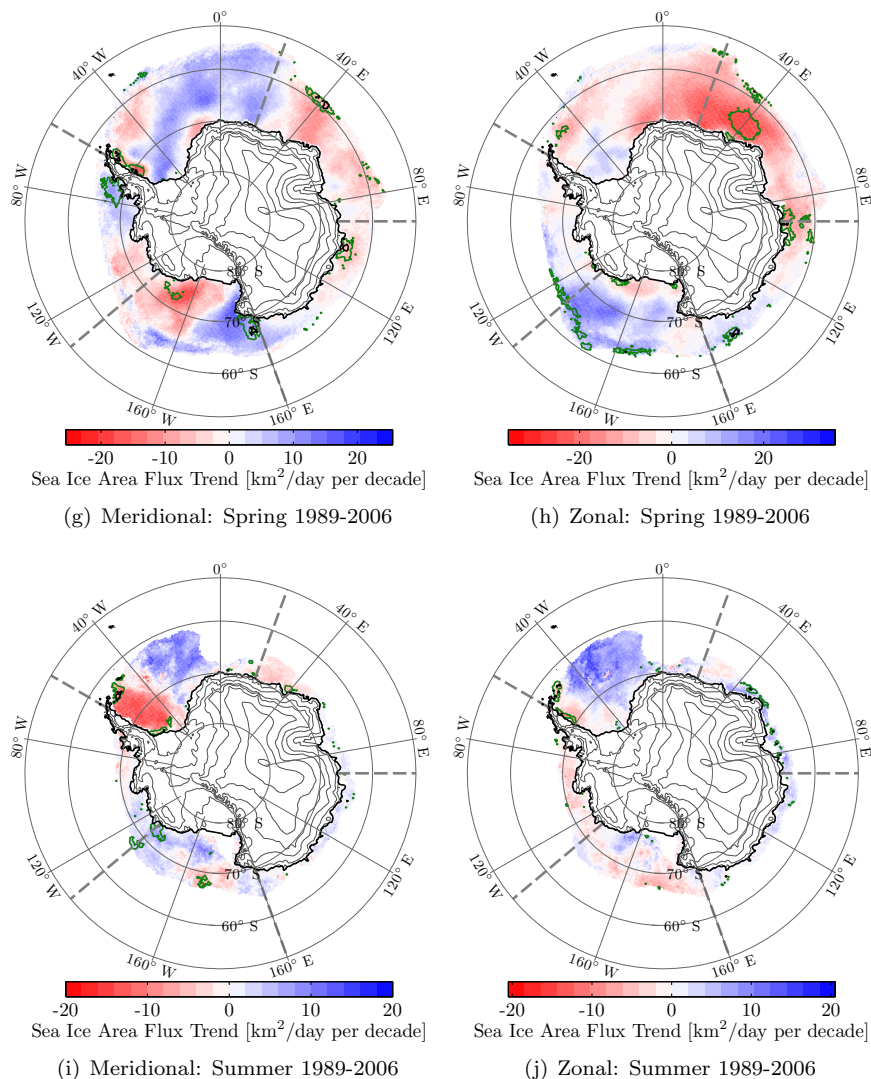 0°
40° W
40° E
80° W
80° E
80° S
120° W
70° S
120° E
60° S
160° W
160° E
-20 -10 0 10 20
Sea Ice Area Flux Trend [km²/day per decade]
(g) Meridional: Spring 1989-2006
0°
40° W
40° E
80° W
80° E
80° S
120° W
70° S
120° E
60° S
160° W
160° E
-20 0 20
Sea Ice Area Flux Trend [km²/day per decade]
(h) Zonal: Spring 1989-2006
0°
40° W
40° E
80° W
80° E
80° S
120° W
70° S
120° E
60° S
160° W
160° E
-20 -10 0 10 20
Sea Ice Area Flux Trend [km²/day per decade]
(i) Meridional: Summer 1989-2006
0°
40° W
40° E
80° W
80° E
80° S
120° W
70° S
120° E
60° S
160° W
160° E
-20 -10 0 10 20
Sea Ice Area Flux Trend [km²/day per decade]
(j) Zonal: Summer 1989-2006